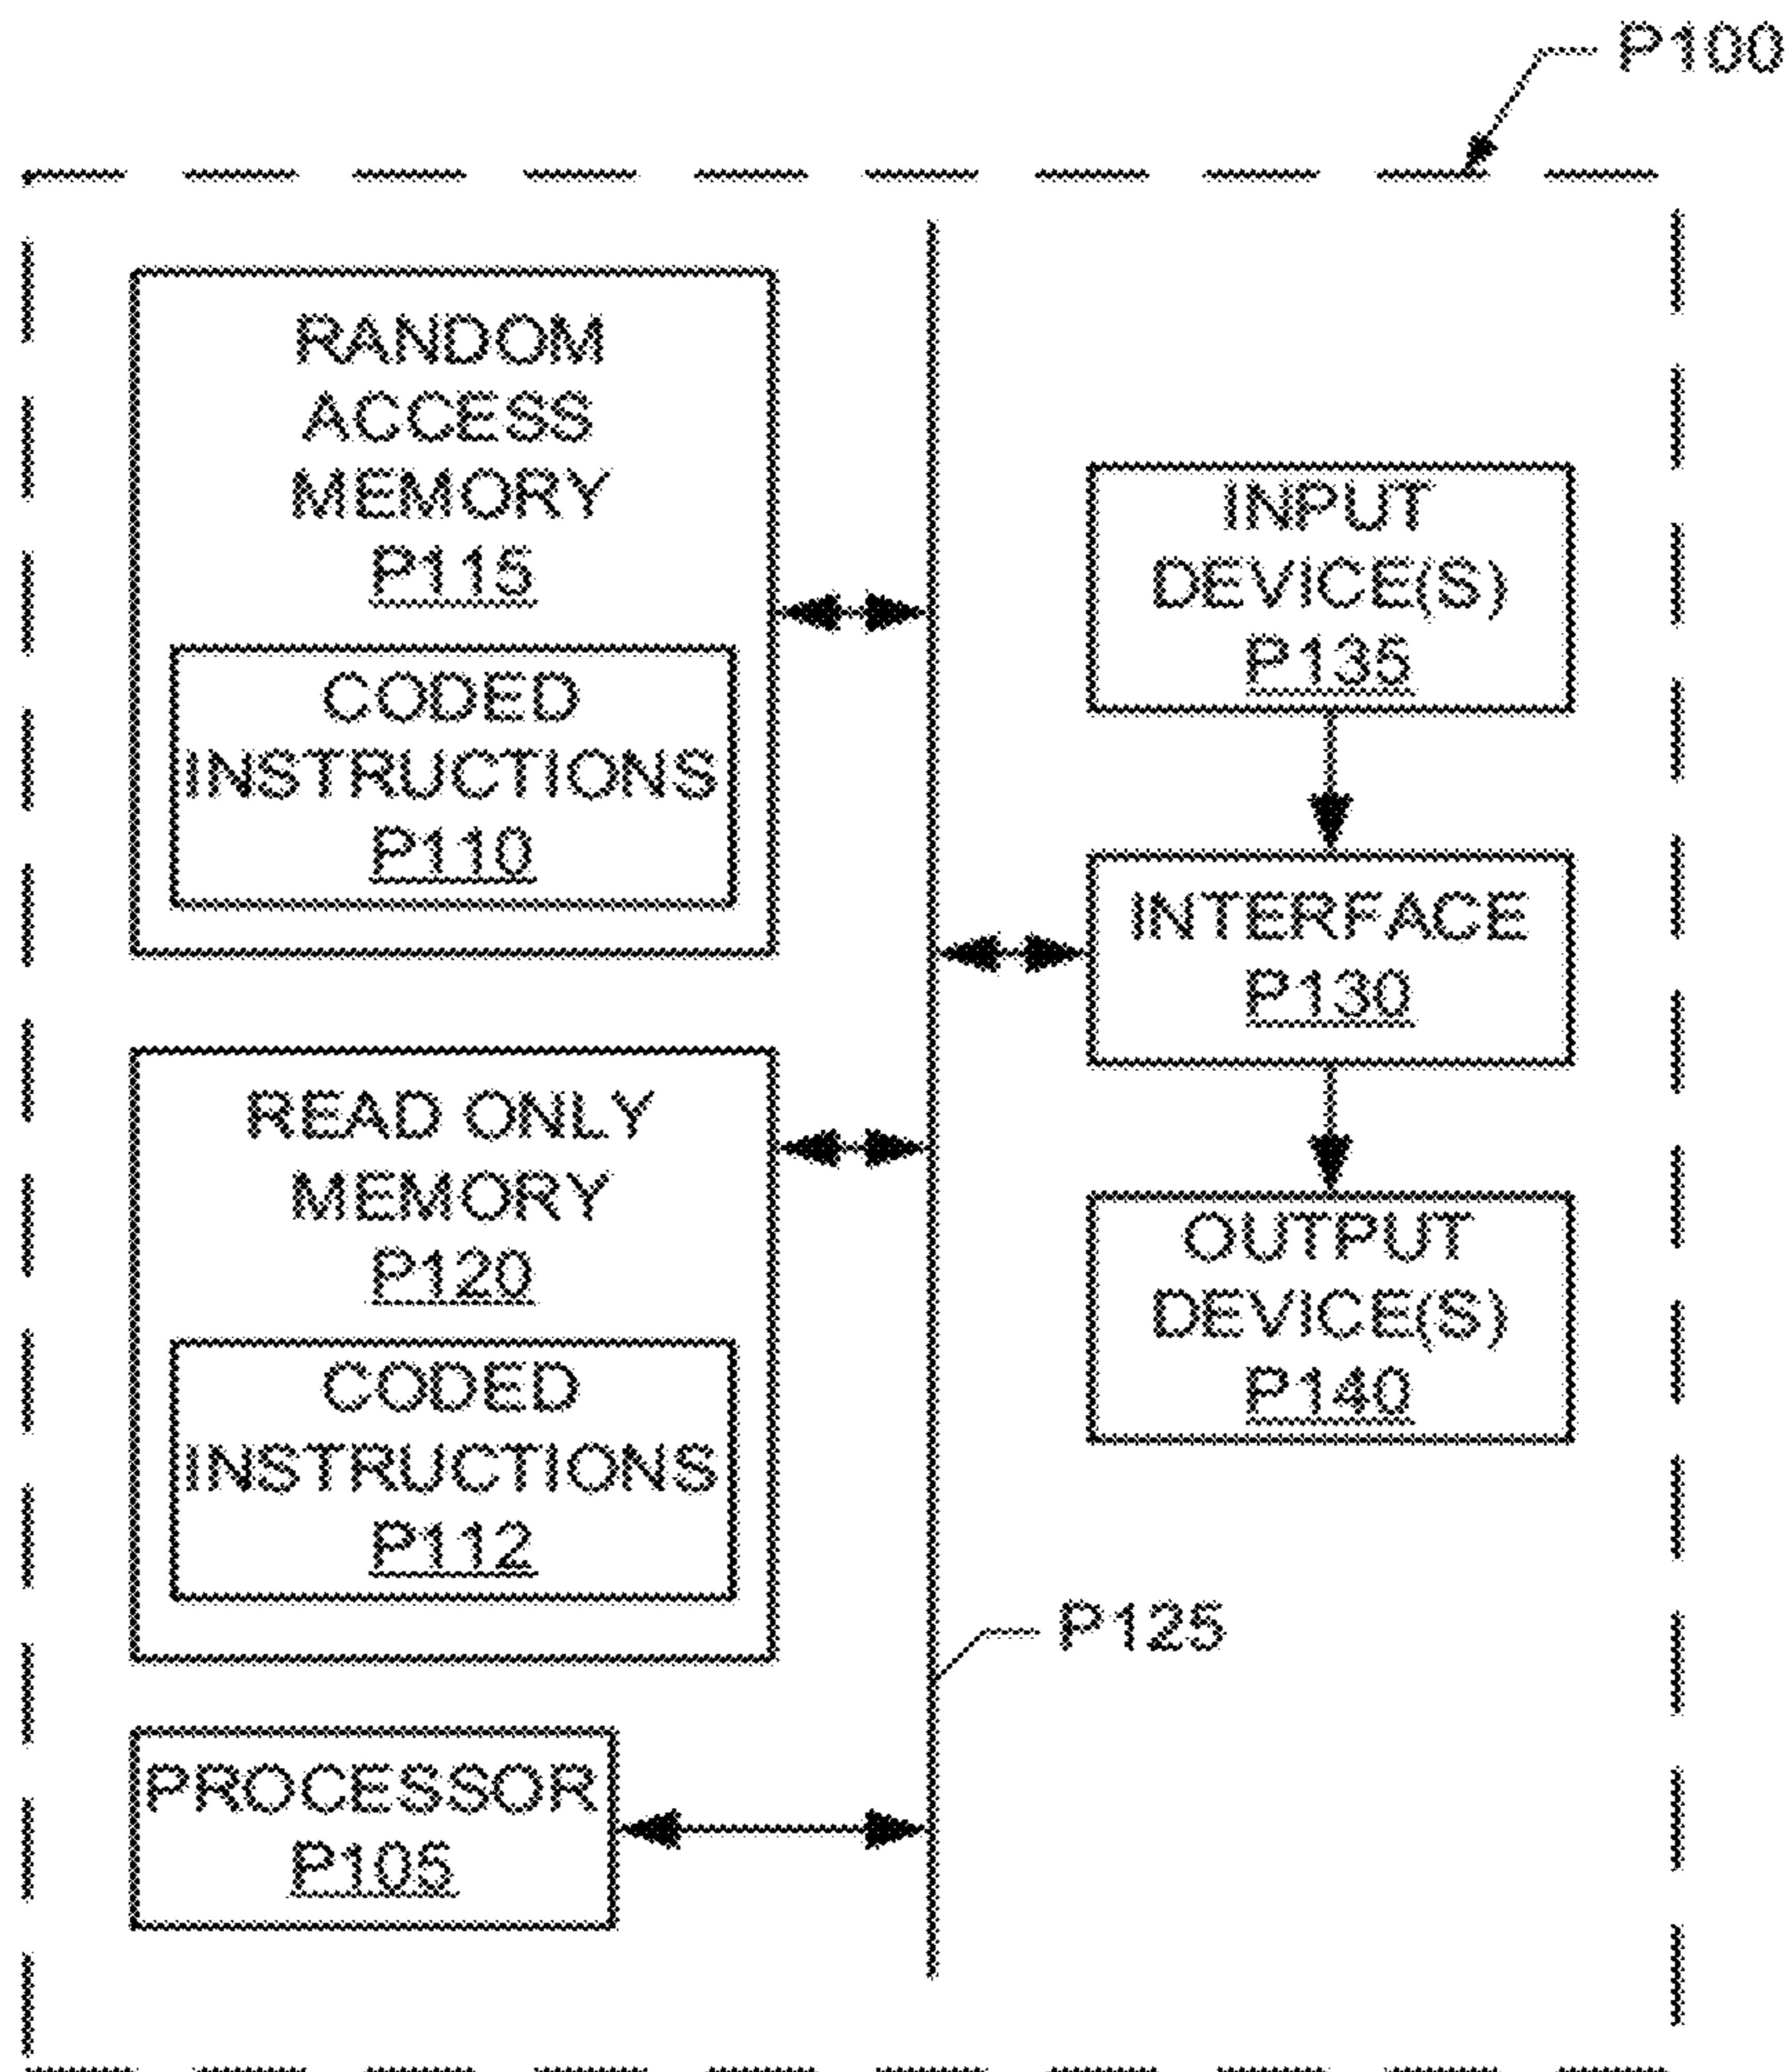 P100
RANDOM
ACCESS
MEMORY
P115
CODED
INSTRUCTIONS
P110
READ ONLY
MEMORY
P120
CODED
INSTRUCTIONS
P112
PROCESSOR
P105
INPUT
DEVICE(S)
P135
INTERFACE
P130
OUTPUT
DEVICE(S)
P140
P125